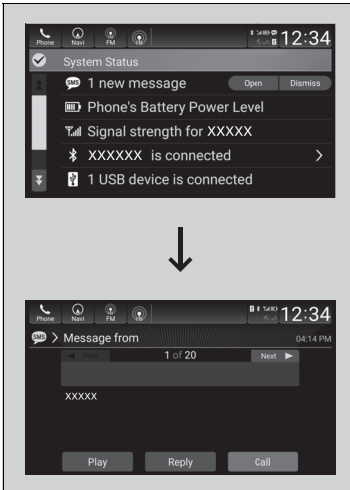 Phone Navi FM 12:34
System Status
SMS 1 new message Open Dismiss
Phone's Battery Power Level
Signal strength for XXXXX
XXXXXX is connected
1 USB device is connected
Phone Navi FM 12:34
SMS Message from 04:14 PM
Prev. 1 of 20 Next
XXXXX
Play Reply Call